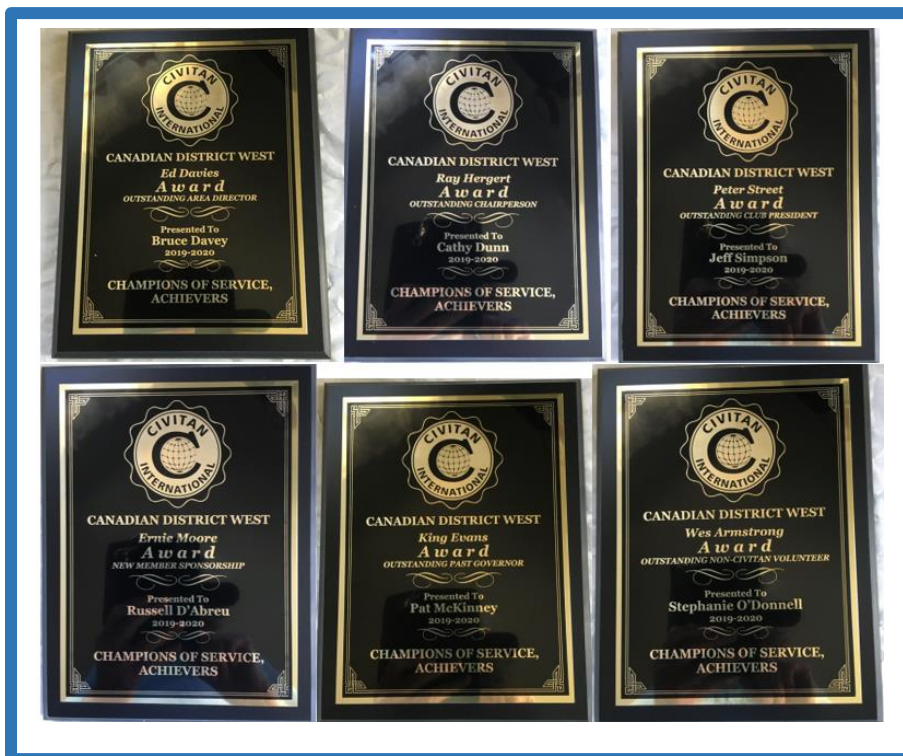 CIVITAN
C
INTERNATIONAL
CANADIAN DISTRICT WEST
Ed Davies
Award
OUTSTANDING AREA DIRECTOR
Presented To
Bruce Davey
2019-2020
CHAMPIONS OF SERVICE,
ACHIEVERS
CIVITAN
C
INTERNATIONAL
CANADIAN DISTRICT WEST
Ray Hergert
Award
OUTSTANDING CHAIRPERSON
Presented To
Cathy Dunn
2019-2020
CHAMPIONS OF SERVICE,
ACHIEVERS
CIVITAN
C
INTERNATIONAL
CANADIAN DISTRICT WEST
Peter Street
Award
OUTSTANDING CLUB PRESIDENT
Presented To
Jeff Simpson
2019-2020
CHAMPIONS OF SERVICE,
ACHIEVERS
CIVITAN
C
INTERNATIONAL
CANADIAN DISTRICT WEST
Ernie Moore
Award
NEW MEMBER SPONSORSHIP
Presented To
Russell D'Abreu
2019-2020
CHAMPIONS OF SERVICE,
ACHIEVERS
CIVITAN
C
INTERNATIONAL
CANADIAN DISTRICT WEST
King Evans
Award
OUTSTANDING PAST GOVERNOR
Presented To
Pat McKinney
2019-2020
CHAMPIONS OF SERVICE,
ACHIEVERS
CIVITAN
C
INTERNATIONAL
CANADIAN DISTRICT WEST
Wes Armstrong
Award
OUTSTANDING NON-CIVITAN VOLUNTEER
Presented To
Stephanie O'Donnell
2019-2020
CHAMPIONS OF SERVICE,
ACHIEVERS